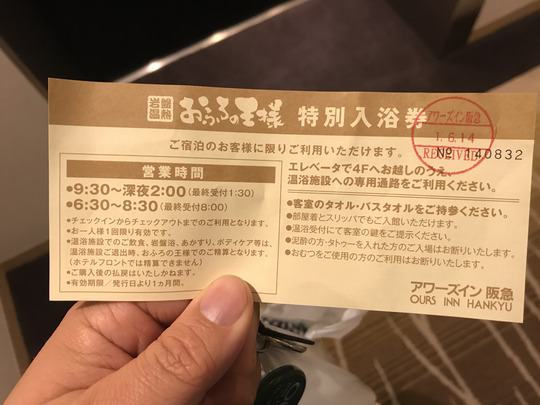 岩盤温熱 おふろの王様 特別入浴券
アワーズイン阪急
1.6.14
RECEIVED
No 140832
ご宿泊のお客様に限りご利用いただけます。
営業時間
●9:30～深夜2:00(最終受付1:30)
●6:30～8:30(最終受付8:00)
*チェックインからチェックアウトまでのご利用となります。
*お一人様1回限り有効です。
*温浴施設でのご飲食、岩盤浴、あかすり、ボディケア等は、
温浴施設ご退出時、おふろの王様でのご精算となります。
(ホテルフロントでは精算できません)
*ご購入後の払戻はいたしかねます。
*有効期限／発行日より1ヵ月間。
エレベータで4Fへお越しのうえ、
温浴施設への専用通路をご利用ください。
●客室のタオル・バスタオルをご持参ください。
●部屋着とスリッパでもご入館いただけます。
●温浴受付にて客室の鍵をご提示ください。
●泥酔の方・タトゥーを入れた方のご入場はお断りいたします。
●おむつをご使用の方のご利用はお断りいたします。
アワーズイン 阪急
OURS INN HANKYU